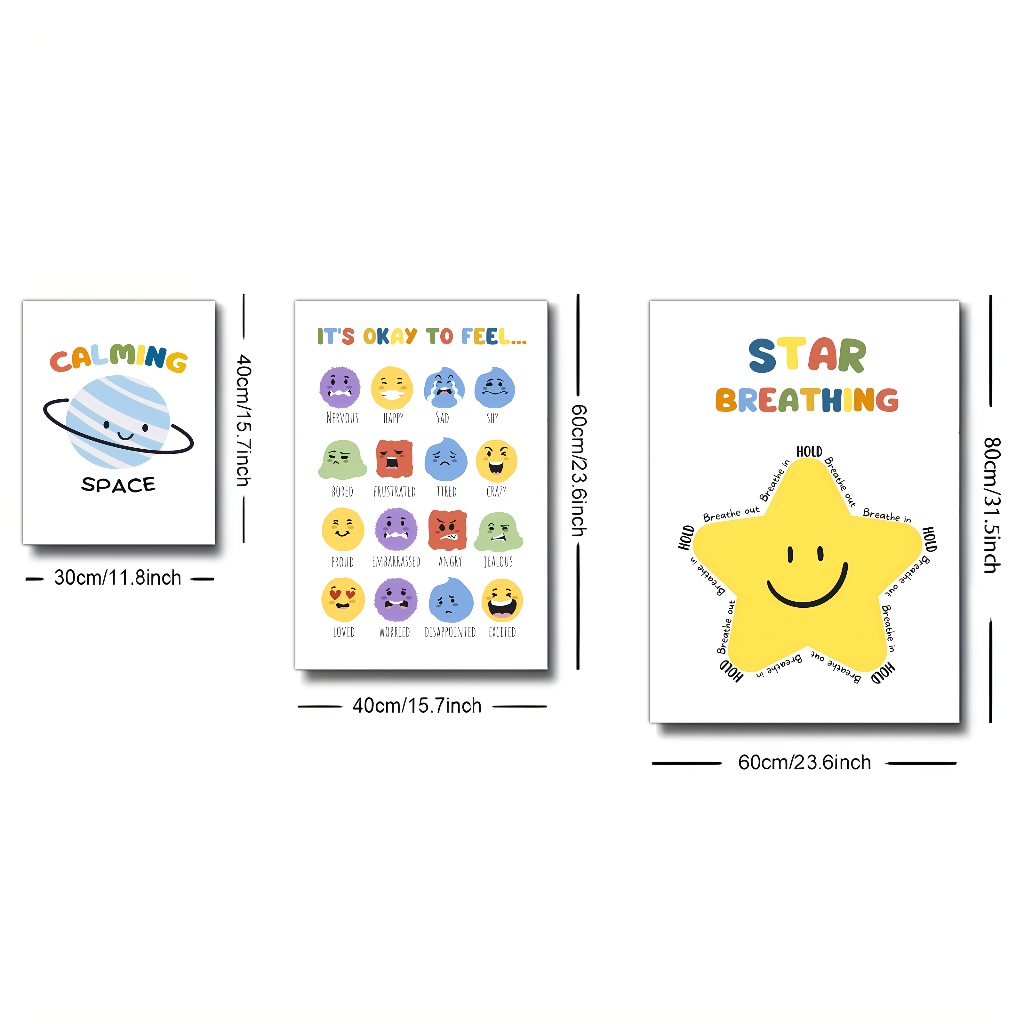 CALMING
SPACE
40cm/15.7inch
30cm/11.8inch
IT'S OKAY TO FEEL...
NERVOUS HAPPY SAD SHY
BORED FRUSTRATED TIRED CRAZY
PROUD EMBARRASSED ANGRY JEALOUS
LOVED WORRIED DISAPPOINTED EXCITED
60cm/23.6inch
40cm/15.7inch
STAR
BREATHING
HOLD
Breathe out
Breathe in
HOLD
Breathe out
Breathe in
HOLD
Breathe out
Breathe in
HOLD
Breathe out
Breathe in
HOLD
Breathe out
Breathe in
80cm/31.5inch
60cm/23.6inch